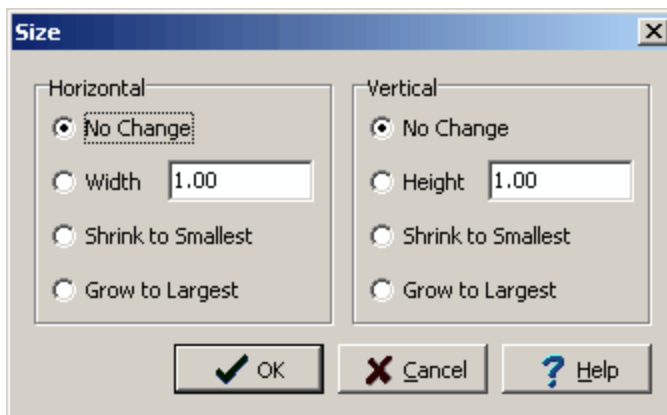 Size
Horizontal
No Change
Width 1.00
Shrink to Smallest
Grow to Largest
Vertical
No Change
Height 1.00
Shrink to Smallest
Grow to Largest
OK Cancel Help